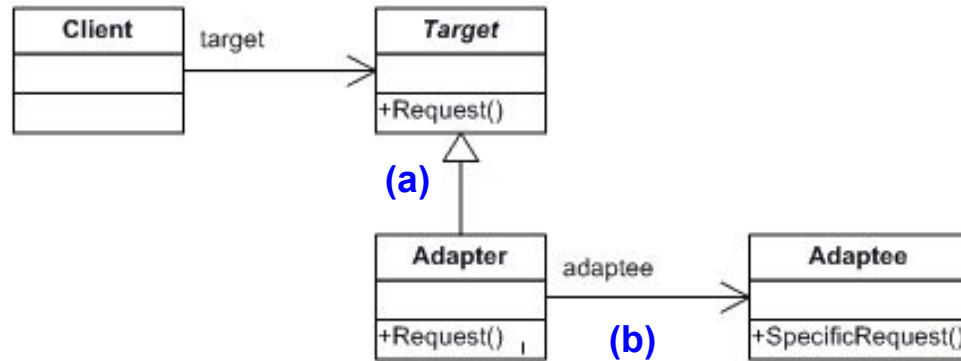 Client
target
Target
+Request()
(a)
Adapter
adaptee
Adaptee
+Request()
(b)
+SpecificRequest()